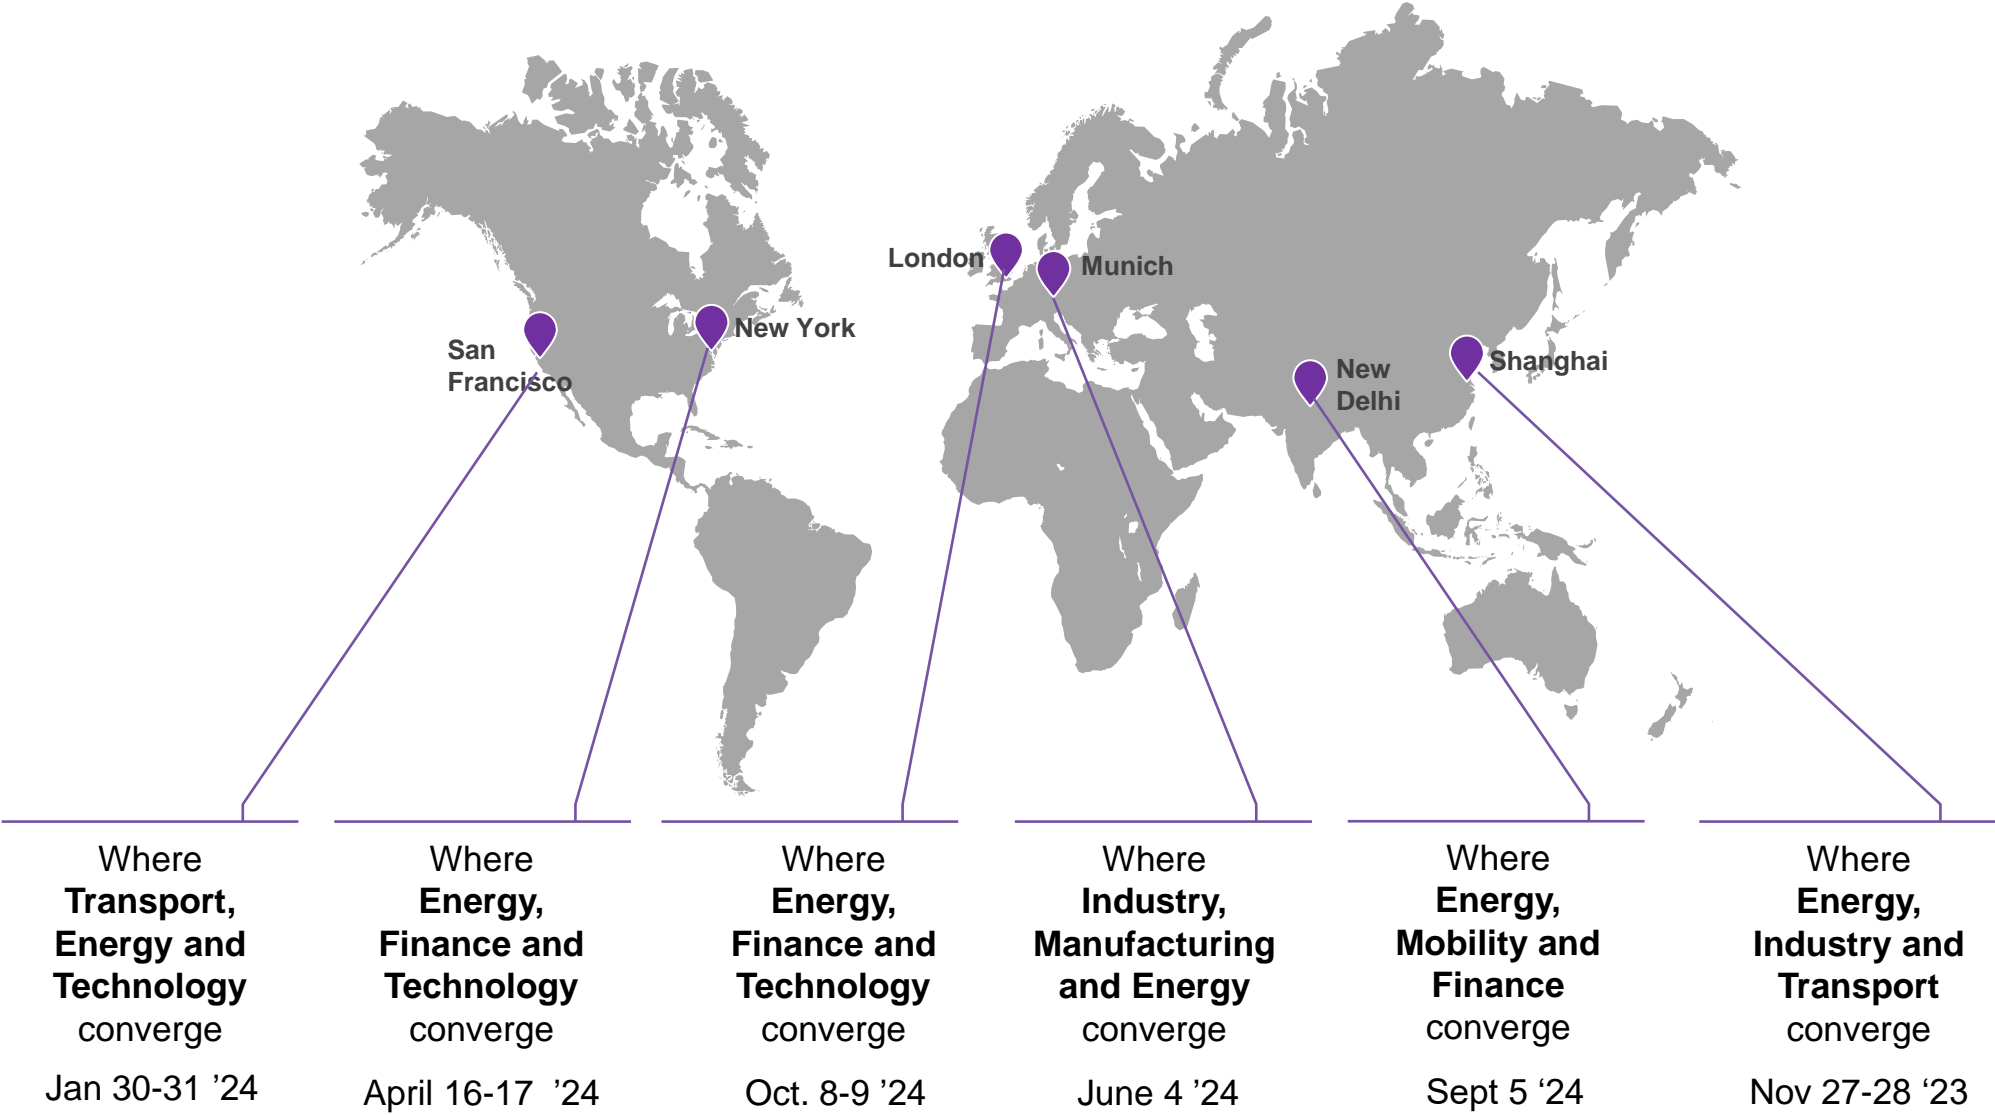 London
Munich
San
Francisco
New York
New
Delhi
Shanghai
Where
Transport,
Energy and
Technology
converge
Jan 30-31 ’24
Where
Energy,
Finance and
Technology
converge
April 16-17  ’24
Where
Energy,
Finance and
Technology
converge
Oct. 8-9 ’24
Where
Industry,
Manufacturing
and Energy
converge
June 4 ’24
Where
Energy,
Mobility and
Finance
converge
Sept 5 ‘24
Where
Energy,
Industry and
Transport
converge
Nov 27-28 ‘23